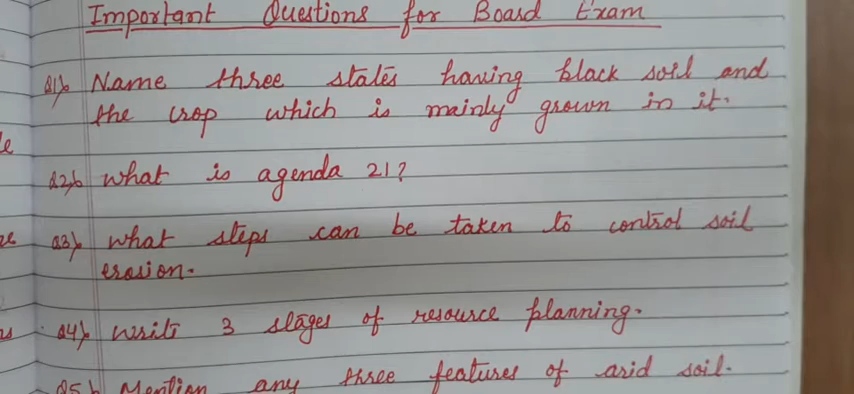 Important Questions for Board Exam
Q1) Name three states having black soil and
the crop which is mainly grown in it.
Q2) What is agenda 21?
Q3) What steps can be taken to control soil
erosion.
Q4) Write 3 stages of resource planning.
Q5) Mention any three features of arid soil.